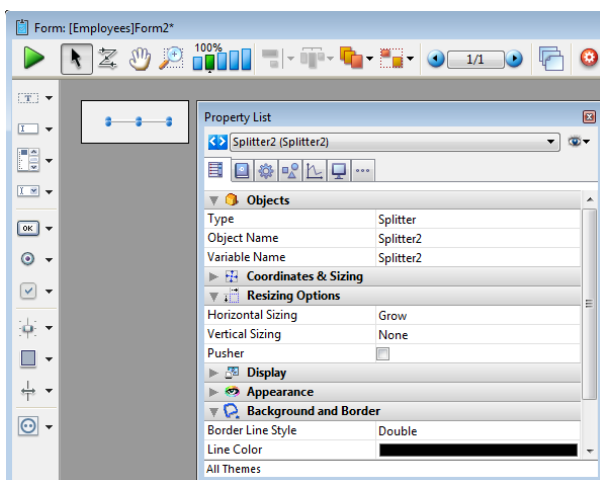 Form: [Employees]Form2*
100%
1/1
T
I
I
OK
Property List
Splitter2 (Splitter2)
Objects
Type Splitter
Object Name Splitter2
Variable Name Splitter2
Coordinates & Sizing
Resizing Options
Horizontal Sizing Grow
Vertical Sizing None
Pusher
Display
Appearance
Background and Border
Border Line Style Double
Line Color
All Themes